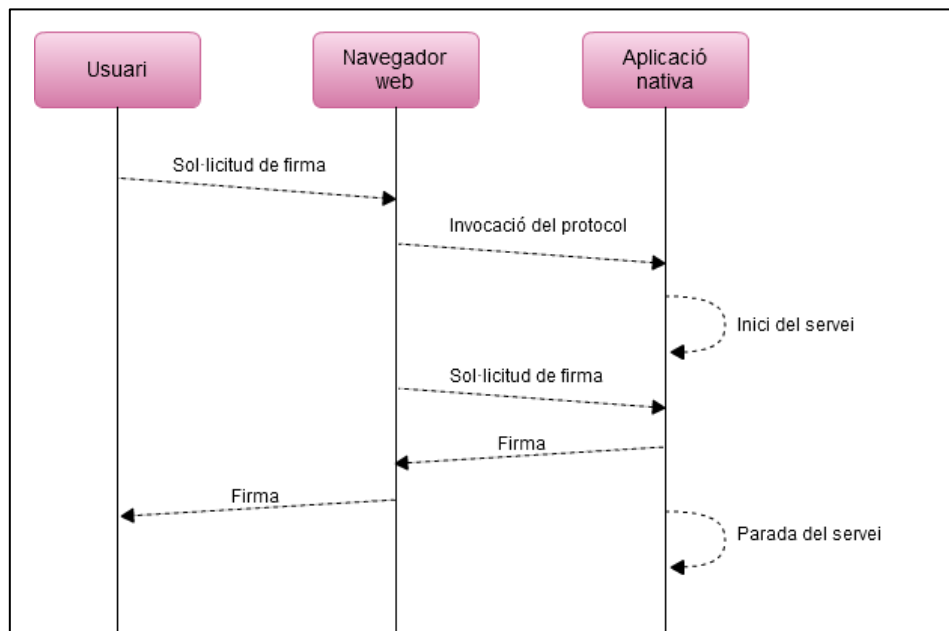 Usuari
Navegador
web
Aplicació
nativa
Sol·licitud de firma
Invocació del protocol
Inici del servei
Sol·licitud de firma
Firma
Firma
Parada del servei